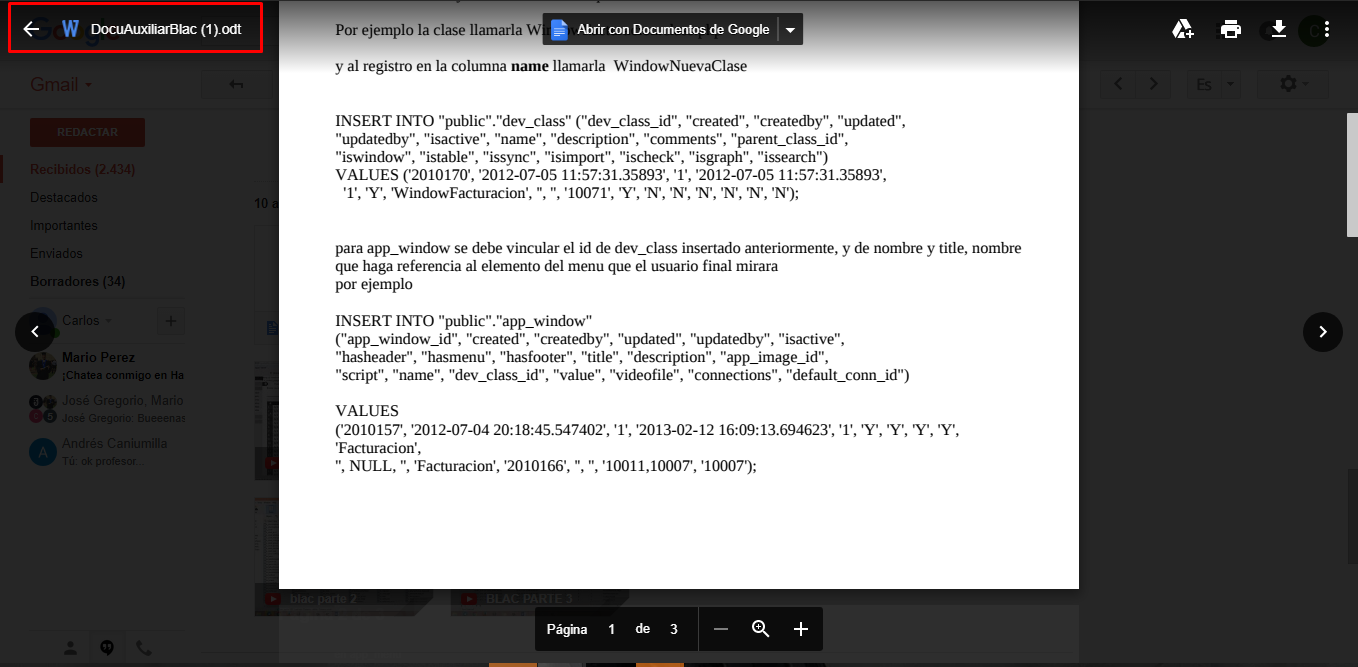 DocuAuxiliarBlac (1).odt
Abrir con Documentos de Google
Por ejemplo la clase llamarla
y al registro en la columna name llamarla WindowNuevaClase
Gmail
Es
REDACTAR
Recibidos (2.434)
Destacados
Importantes
Enviados
Borradores (34)
Carlos
Mario Perez
¡Chatea conmigo en Ha
José Gregorio, Mario
José Gregorio: Bueeenas
Andrés Caniumilla
Tú: ok profesor...
10 a
INSERT INTO "public"."dev_class" ("dev_class_id", "created", "createdby", "updated",
"updatedby", "isactive", "name", "description", "comments", "parent_class_id",
"iswindow", "istable", "issync", "isimport", "ischeck", "isgraph", "issearch")
VALUES ('2010170', '2012-07-05 11:57:31.35893', '1', '2012-07-05 11:57:31.35893',
'1', 'Y', 'WindowFacturacion', '', '', '10071', 'Y', 'N', 'N', 'N', 'N', 'N', 'N');
para app_window se debe vincular el id de dev_class insertado anteriormente, y de nombre y title, nombre
que haga referencia al elemento del menu que el usuario final mirara
por ejemplo
INSERT INTO "public"."app_window"
("app_window_id", "created", "createdby", "updated", "updatedby", "isactive",
"hasheader", "hasmenu", "hasfooter", "title", "description", "app_image_id",
"script", "name", "dev_class_id", "value", "videofile", "connections", "default_conn_id")
VALUES
('2010157', '2012-07-04 20:18:45.547402', '1', '2013-02-12 16:09:13.694623', '1', 'Y', 'Y', 'Y', 'Y',
'Facturacion',
'', NULL, '', 'Facturacion', '2010166', '', '', '10011,10007', '10007');
blac parte 2
BLAC PARTE 3
Página 1 de 3